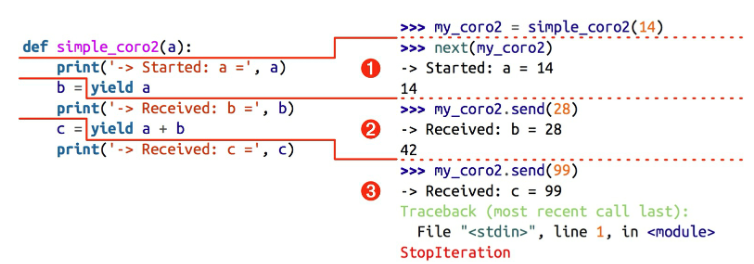 def simple_coro2(a):
print('-> Started: a =', a)
b = yield a
print('-> Received: b =', b)
c = yield a + b
print('-> Received: c =', c)
>>> my_coro2 = simple_coro2(14)
>>> next(my_coro2)
1 -> Started: a = 14
14
>>> my_coro2.send(28)
2 -> Received: b = 28
42
>>> my_coro2.send(99)
3 -> Received: c = 99
Traceback (most recent call last):
File "<stdin>", line 1, in <module>
StopIteration